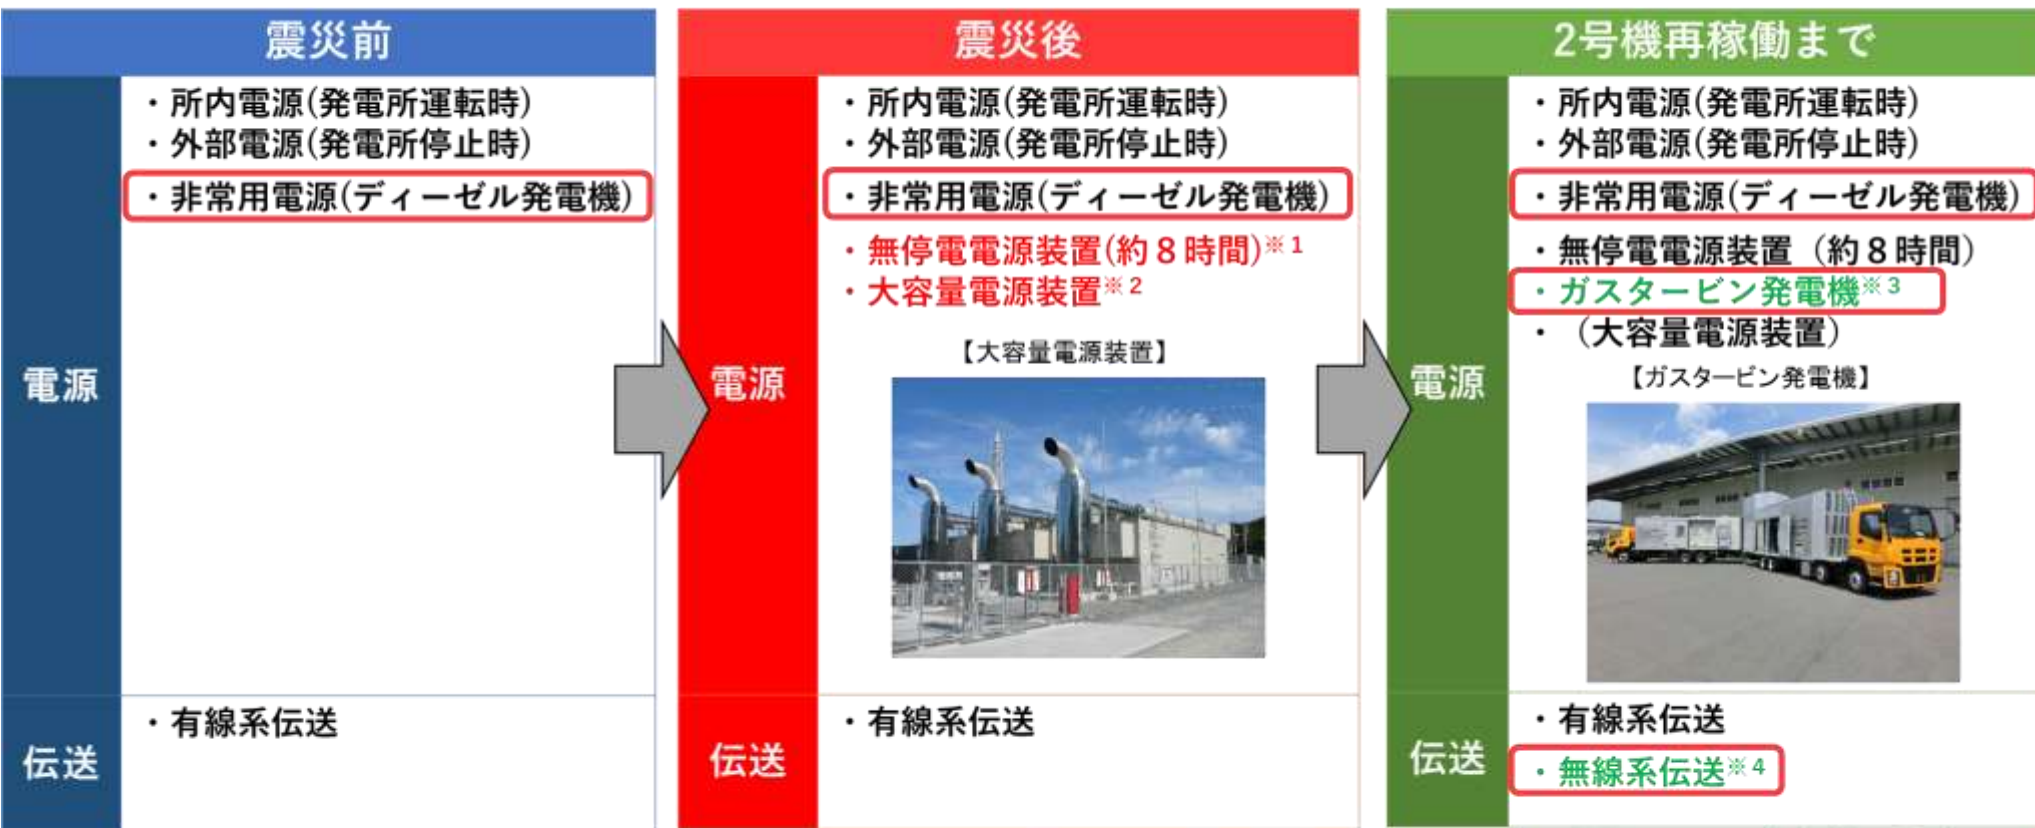 震災前
電源
・所内電源(発電所運転時)
・外部電源(発電所停止時)
・非常用電源(ディーゼル発電機)
伝送
・有線系伝送
震災後
電源
・所内電源(発電所運転時)
・外部電源(発電所停止時)
・非常用電源(ディーゼル発電機)
・無停電電源装置(約８時間)※1
・大容量電源装置※2
【大容量電源装置】
伝送
・有線系伝送
2号機再稼働まで
電源
・所内電源(発電所運転時)
・外部電源(発電所停止時)
・非常用電源(ディーゼル発電機)
・無停電電源装置（約８時間）
・ガスタービン発電機※3
・（大容量電源装置）
【ガスタービン発電機】
伝送
・有線系伝送
・無線系伝送※4